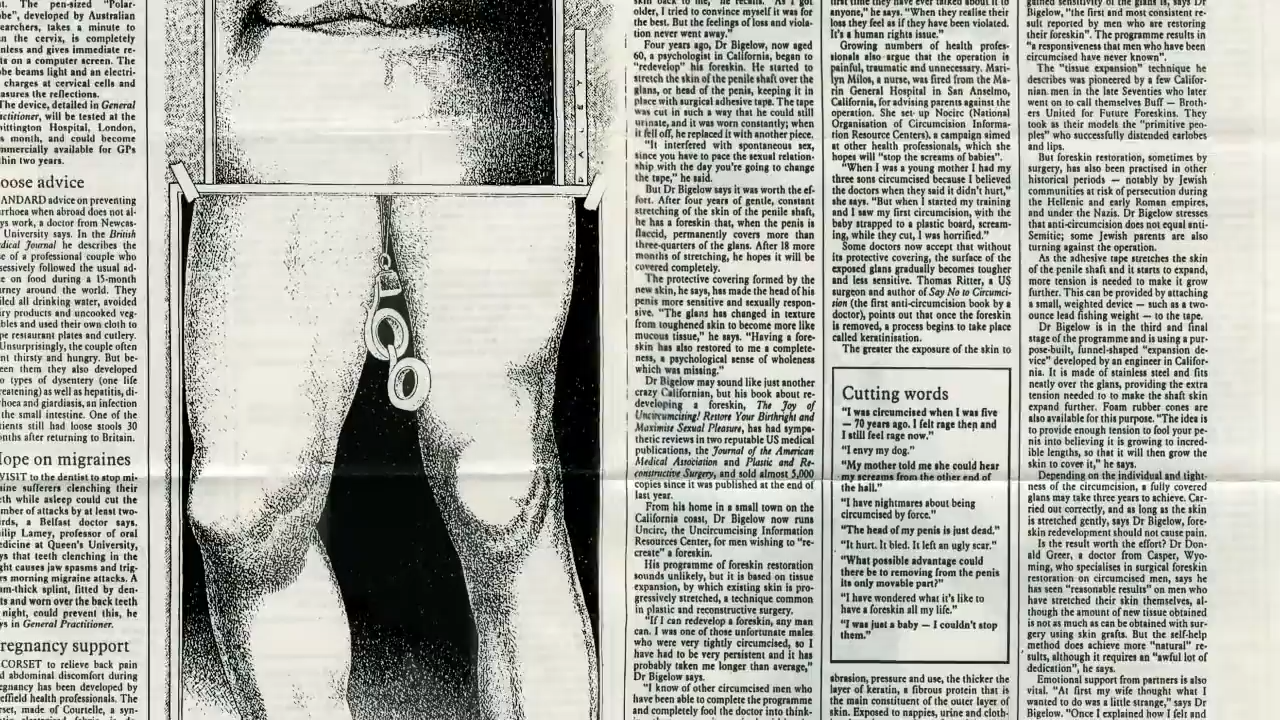 t. The pen-sized "Polar-
be", developed by Australian
earchers, takes a minute to
n the cervix, is completely
nless and gives immediate re-
ts on a computer screen. The
be beams light and an electri-
charges at cervical cells and
asures the reflections.
The device, detailed in General
ctitioner, will be tested at the
ittington Hospital, London,
s month, and could become
mmercially available for GPs
hin two years.
oose advice
ANDARD advice on preventing
rrhoea when abroad does not al-
ys work, a doctor from Newcas-
University says. In the British
dical Journal he describes the
e of a professional couple who
sessively followed the usual ad-
e on food during a 15-month
rney around the world. They
iled all drinking water, avoided
iry products and uncooked veg-
bles and used their own cloth to
pe restaurant plates and cutlery.
Unsurprisingly, the couple often
nt thirsty and hungry. But be-
een them they also developed
o types of dysentery (one life
reatening) as well as hepatitis, di-
rhoea and giardiasis, an infection
the small intestine. One of the
tients still had loose stools 30
nths after returning to Britain.
lope on migraines
VISIT to the dentist to stop mi-
aine sufferers clenching their
eth while asleep could cut the
mber of attacks by at least two-
irds, a Belfast doctor says.
ilip Lamey, professor of oral
edicine at Queen's University,
ys that teeth clenching in the
ght causes jaw spasms and trig-
rs morning migraine attacks. A
am-thick splint, fitted by den-
ts and worn over the back teeth
night, could prevent this, he
ys in General Practitioner.
regnancy support
CORSET to relieve back pain
d abdominal discomfort during
egnancy has been developed by
effield health professionals. The
rset, made of Courtelle, a syn-
skin back to me," he recalls. "As I got
older, I tried to convince myself it was for
the best. But the feelings of loss and viola-
tion never went away."
Four years ago, Dr Bigelow, now aged
60, a psychologist in California, began to
"redevelop" his foreskin. He started to
stretch the skin of the penile shaft over the
glans, or head of the penis, keeping it in
place with surgical adhesive tape. The tape
was cut in such a way that he could still
urinate, and it was worn constantly; when
it fell off, he replaced it with another piece.
"It interfered with spontaneous sex,
since you have to pace the sexual relation-
ship with the day you're going to change
the tape," he said.
But Dr Bigelow says it was worth the ef-
fort. After four years of gentle, constant
stretching of the skin of the penile shaft,
he has a foreskin that, when the penis is
flaccid, permanently covers more than
three-quarters of the glans. After 18 more
months of stretching, he hopes it will be
covered completely.
The protective covering formed by the
new skin, he says, has made the head of his
penis more sensitive and sexually respon-
sive. "The glans has changed in texture
from toughened skin to become more like
mucous tissue," he says. "Having a fore-
skin has also restored to me a complete-
ness, a psychological sense of wholeness
which was missing."
Dr Bigelow may sound like just another
crazy Californian, but his book about re-
developing a foreskin, The Joy of
Uncircumcising! Restore Your Birthright and
Maximise Sexual Pleasure, has had sympa-
thetic reviews in two reputable US medical
publications, the Journal of the American
Medical Association and Plastic and Re-
constructive Surgery, and sold almost 5,000
copies since it was published at the end of
last year.
From his home in a small town on the
California coast, Dr Bigelow now runs
Uncirc, the Uncircumcising Information
Resources Center, for men wishing to "re-
create" a foreskin.
His programme of foreskin restoration
sounds unlikely, but it is based on tissue
expansion, by which existing skin is pro-
gressively stretched, a technique common
in plastic and reconstructive surgery.
"If I can redevelop a foreskin, any man
can. I was one of those unfortunate males
who were very tightly circumcised, so I
have had to be very persistent and it has
probably taken me longer than average,"
Dr Bigelow says.
"I know of other circumcised men who
have been able to complete the programme
and completely fool the doctor into think-
first time they have ever talked about it to
anyone," he says. "When they realise their
loss they feel as if they have been violated.
It's a human rights issue."
Growing numbers of health profes-
sionals also argue that the operation is
painful, traumatic and unnecessary. Mari-
lyn Milos, a nurse, was fired from the Ma-
rin General Hospital in San Anselmo,
California, for advising parents against the
operation. She set up Nocirc (National
Organisation of Circumcision Informa-
tion Resource Centers), a campaign aimed
at other health professionals, which she
hopes will "stop the screams of babies".
"When I was a young mother I had my
three sons circumcised because I believed
the doctors when they said it didn't hurt,"
she says. "But when I started my training
and I saw my first circumcision, with the
baby strapped to a plastic board, scream-
ing, while they cut, I was horrified."
Some doctors now accept that without
its protective covering, the surface of the
exposed glans gradually becomes tougher
and less sensitive. Thomas Ritter, a US
surgeon and author of Say No to Circumci-
sion (the first anti-circumcision book by a
doctor), points out that once the foreskin
is removed, a process begins to take place
called keratinisation.
The greater the exposure of the skin to
Cutting words
"I was circumcised when I was five
— 70 years ago. I felt rage then and
I still feel rage now."
"I envy my dog."
"My mother told me she could hear
my screams from the other end of
the hall."
"I have nightmares about being
circumcised by force."
"The head of my penis is just dead."
"It hurt. It bled. It left an ugly scar."
"What possible advantage could
there be to removing from the penis
its only movable part?"
"I have wondered what it's like to
have a foreskin all my life."
"I was just a baby — I couldn't stop
them."
abrasion, pressure and use, the thicker the
layer of keratin, a fibrous protein that is
the main constituent of the outer layer of
skin. Exposed to nappies, urine and cloth-
gained sensitivity of the glans is, says Dr
Bigelow, "the first and most consistent re-
sult reported by men who are restoring
their foreskin". The programme results in
"a responsiveness that men who have been
circumcised have never known".
The "tissue expansion" technique he
describes was pioneered by a few Califor-
nian men in the late Seventies who later
went on to call themselves Buff — Broth-
ers United for Future Foreskins. They
took as their models the "primitive peo-
ples" who successfully distended earlobes
and lips.
But foreskin restoration, sometimes by
surgery, has also been practised in other
historical periods — notably by Jewish
communities at risk of persecution during
the Hellenic and early Roman empires,
and under the Nazis. Dr Bigelow stresses
that anti-circumcision does not equal anti-
Semitic; some Jewish parents are also
turning against the operation.
As the adhesive tape stretches the skin
of the penile shaft and it starts to expand,
more tension is needed to make it grow
further. This can be provided by attaching
a small, weighted device — such as a two-
ounce lead fishing weight — to the tape.
Dr Bigelow is in the third and final
stage of the programme and is using a pur-
pose-built, funnel-shaped "expansion de-
vice" developed by an engineer in Califor-
nia. It is made of stainless steel and fits
neatly over the glans, providing the extra
tension needed to to make the shaft skin
expand further. Foam rubber cones are
also available for this purpose. "The idea is
to provide enough tension to fool your pe-
nis into believing it is growing to incred-
ible lengths, so that it will then grow the
skin to cover it," he says.
Depending on the individual and tight-
ness of the circumcision, a fully covered
glans may take three years to achieve. Car-
ried out correctly, and as long as the skin
is stretched gently, says Dr Bigelow, fore-
skin redevelopment should not cause pain.
Is the result worth the effort? Dr Don-
ald Greer, a doctor from Casper, Wyo-
ming, who specialises in surgical foreskin
restoration on circumcised men, says he
has seen "reasonable results" on men who
have stretched their skin themselves, al-
though the amount of new tissue obtained
is not as much as can be obtained with sur-
gery using skin grafts. But the self-help
method does achieve more "natural" re-
sults, although it requires an "awful lot of
dedication", he says.
Emotional support from partners is also
vital. "At first my wife thought what I
wanted to do was a little strange," says Dr
Bigelow. "Once I explained how I felt and